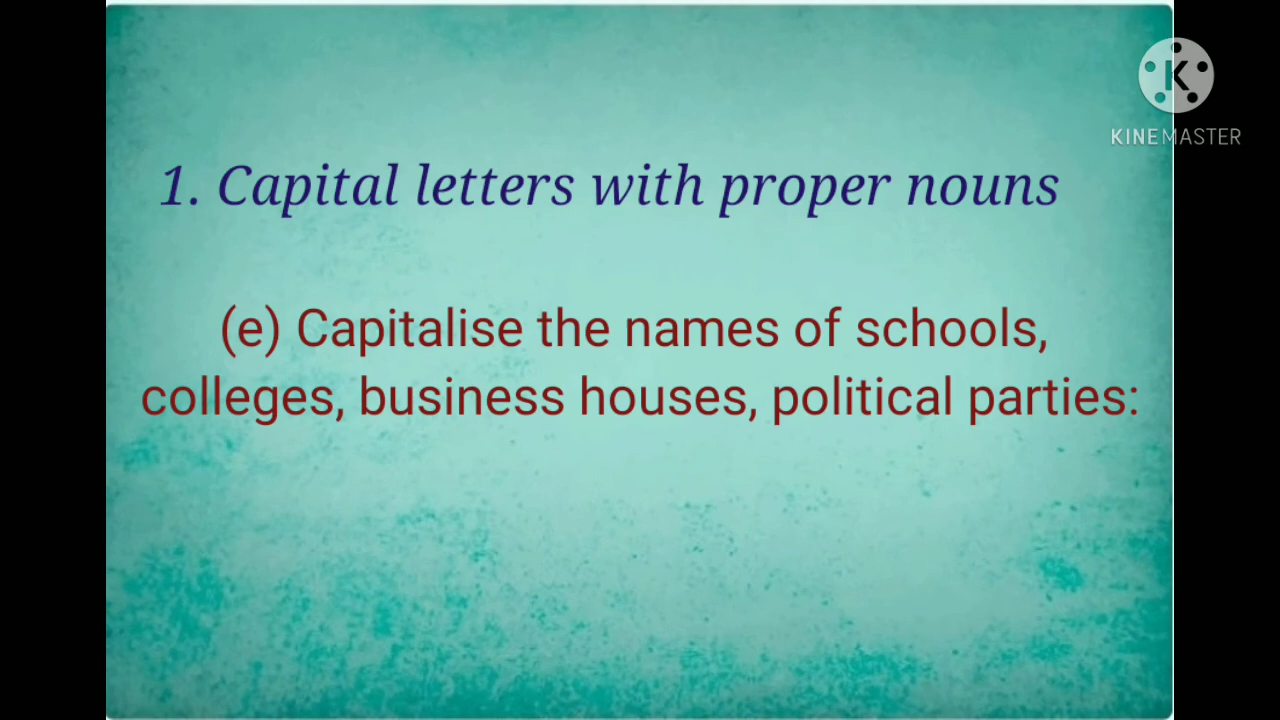 KINEMASTER
1. Capital letters with proper nouns
(e) Capitalise the names of schools,
colleges, business houses, political parties: